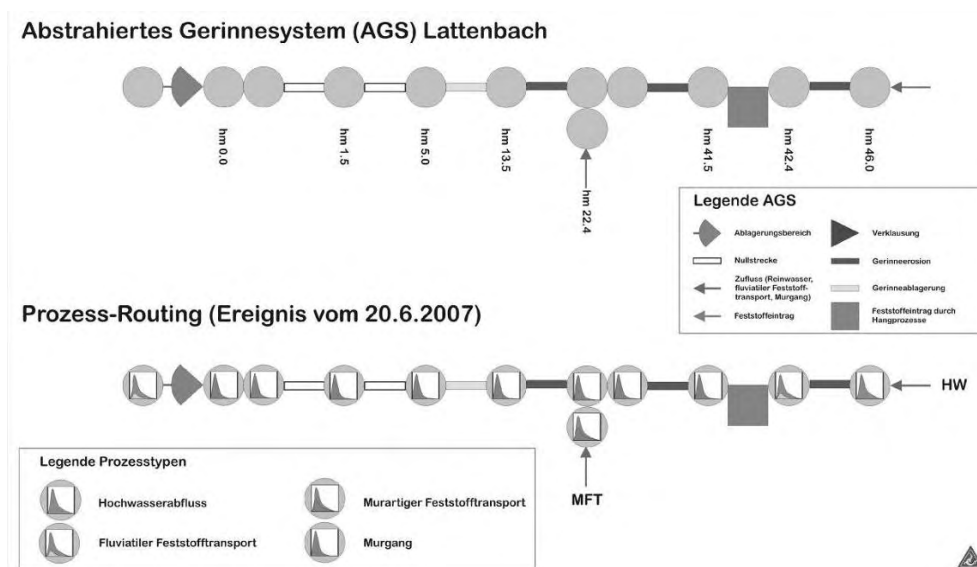 Abstrahiertes Gerinnesystem (AGS) Lattenbach
hm 0.0
hm 1.5
hm 5.0
hm 13.5
hm 22.4
hm 41.5
hm 42.4
hm 46.0
Legende AGS
Ablagerungsbereich
Verklausung
Nullstrecke
Gerinneerosion
Zufluss (Reinwasser,
fluviatiler Feststoff-
transport, Murgang)
Gerinneablagerung
Feststoffeintrag
Feststoffeintrag durch
Hangprozesse
Prozess-Routing (Ereignis vom 20.6.2007)
HW
MFT
Legende Prozesstypen
Hochwasserabfluss
Murartiger Feststofftransport
Fluviatiler Feststofftransport
Murgang